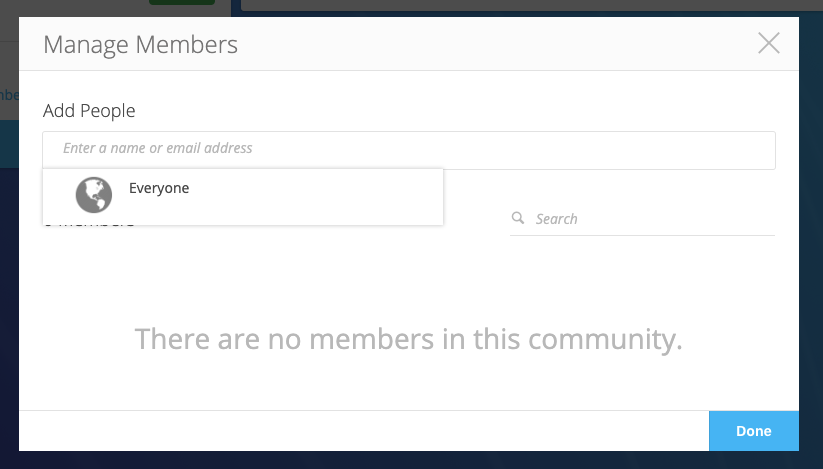 Manage Members
Add People
Enter a name or email address
Everyone
Members
Search
There are no members in this community.
Done